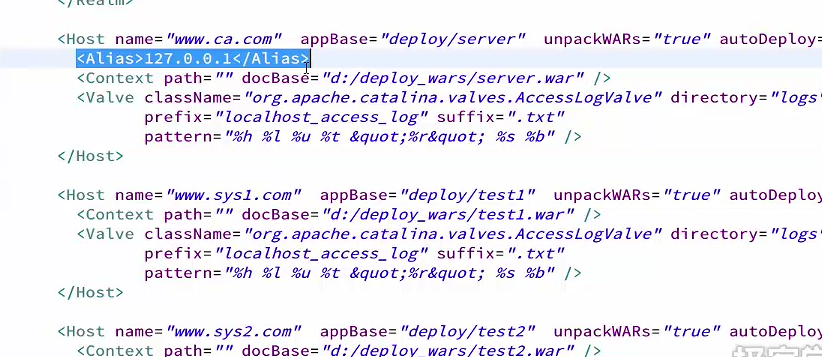 </Realm>
<Host name="www.ca.com" appBase="deploy/server" unpackWARs="true" autoDeploy=
<Alias>127.0.0.1</Alias>
<Context path="" docBase="d:/deploy_wars/server.war" />
<Valve className="org.apache.catalina.valves.AccessLogValve" directory="logs"
prefix="localhost_access_log" suffix=".txt"
pattern="%h %l %u %t &quot;%r&quot; %s %b" />
</Host>
<Host name="www.sys1.com" appBase="deploy/test1" unpackWARs="true" autoDeploy
<Context path="" docBase="d:/deploy_wars/test1.war" />
<Valve className="org.apache.catalina.valves.AccessLogValve" directory="logs"
prefix="localhost_access_log" suffix=".txt"
pattern="%h %l %u %t &quot;%r&quot; %s %b" />
</Host>
<Host name="www.sys2.com" appBase="deploy/test2" unpackWARs="true" autoDeploy
<Context path="" docBase="d:/deploy_wars/test2.war" />